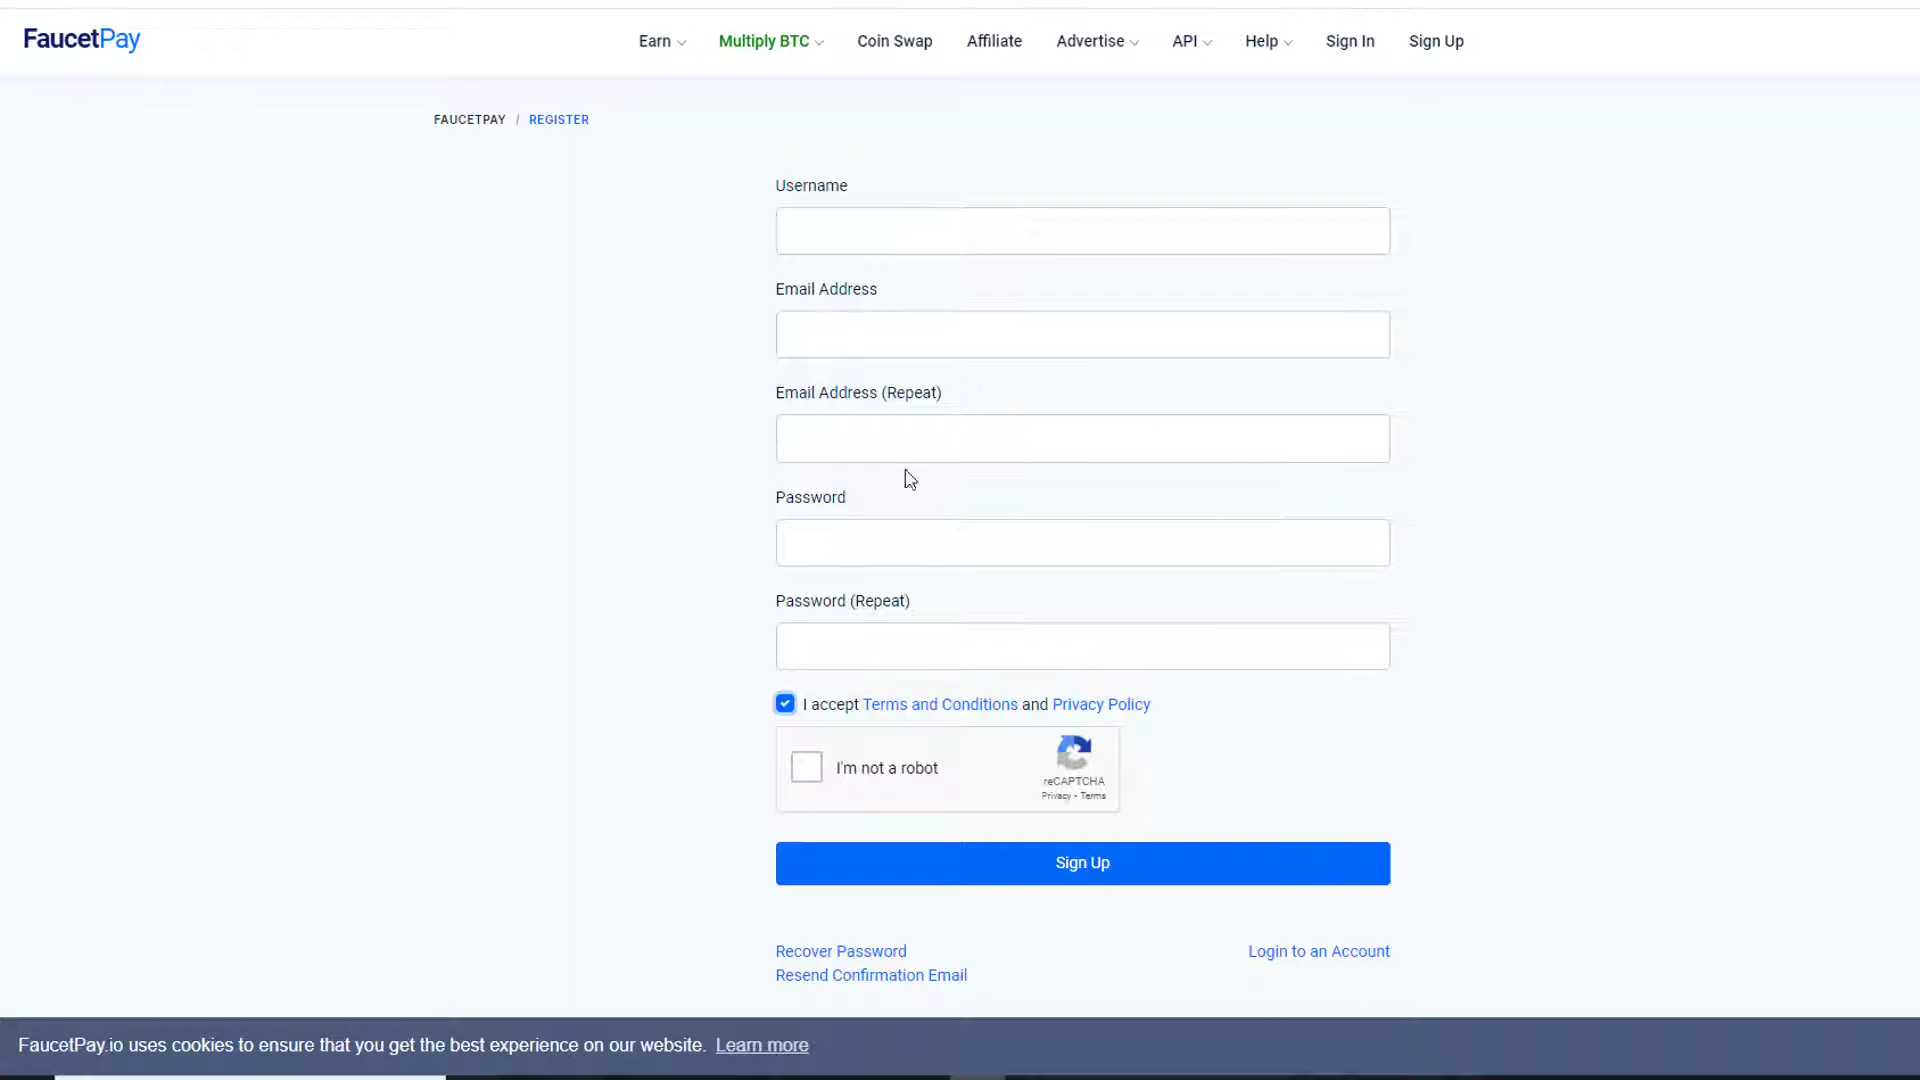 FaucetPay
Earn Multiply BTC Coin Swap Affiliate Advertise API Help Sign In Sign Up
FAUCETPAY / REGISTER
Username
Email Address
Email Address (Repeat)
Password
Password (Repeat)
I accept Terms and Conditions and Privacy Policy
I'm not a robot
reCAPTCHA
Privacy - Terms
Sign Up
Recover Password Login to an Account
Resend Confirmation Email
FaucetPay.io uses cookies to ensure that you get the best experience on our website. Learn more